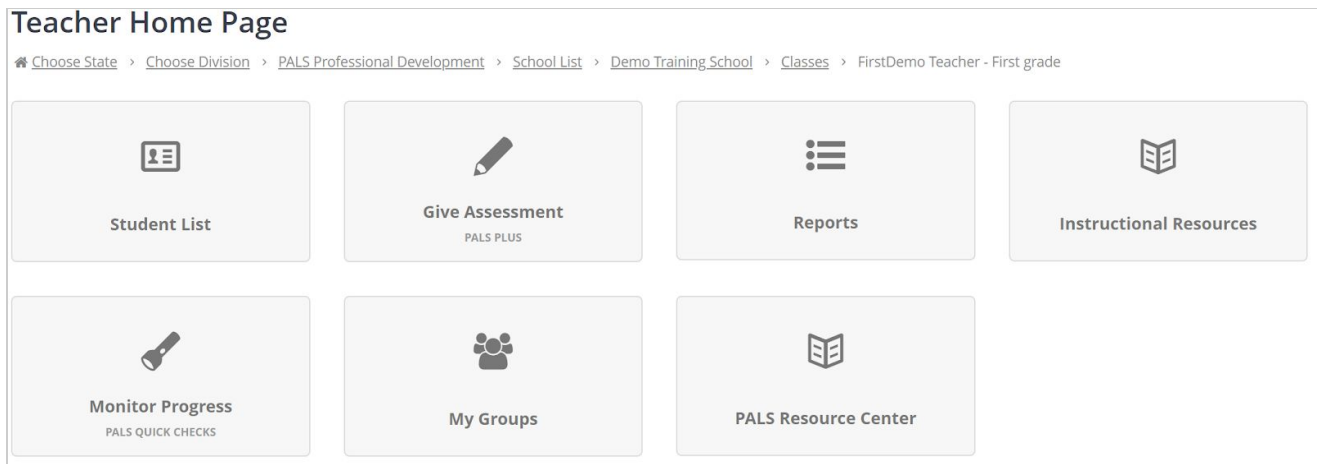 Teacher Home Page
Choose State > Choose Division > PALS Professional Development > School List > Demo Training School > Classes > FirstDemo Teacher - First grade
Student List
Give Assessment
PALS PLUS
Reports
Instructional Resources
Monitor Progress
PALS QUICK CHECKS
My Groups
PALS Resource Center